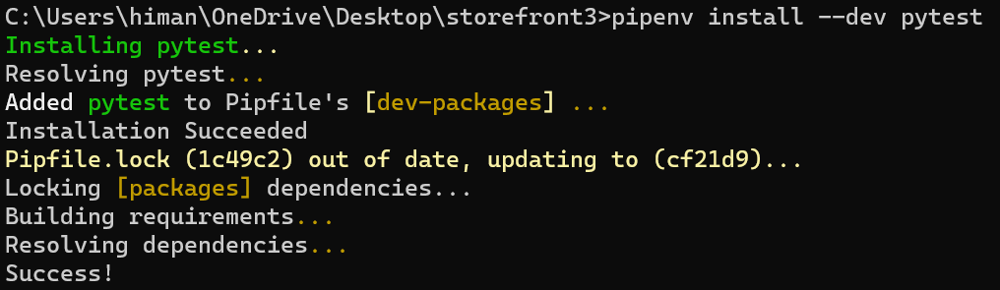 C:\Users\himan\OneDrive\Desktop\storefront3>pipenv install --dev pytest
Installing pytest...
Resolving pytest...
Added pytest to Pipfile's [dev-packages] ...
Installation Succeeded
Pipfile.lock (1c49c2) out of date, updating to (cf21d9)...
Locking [packages] dependencies...
Building requirements...
Resolving dependencies...
Success!